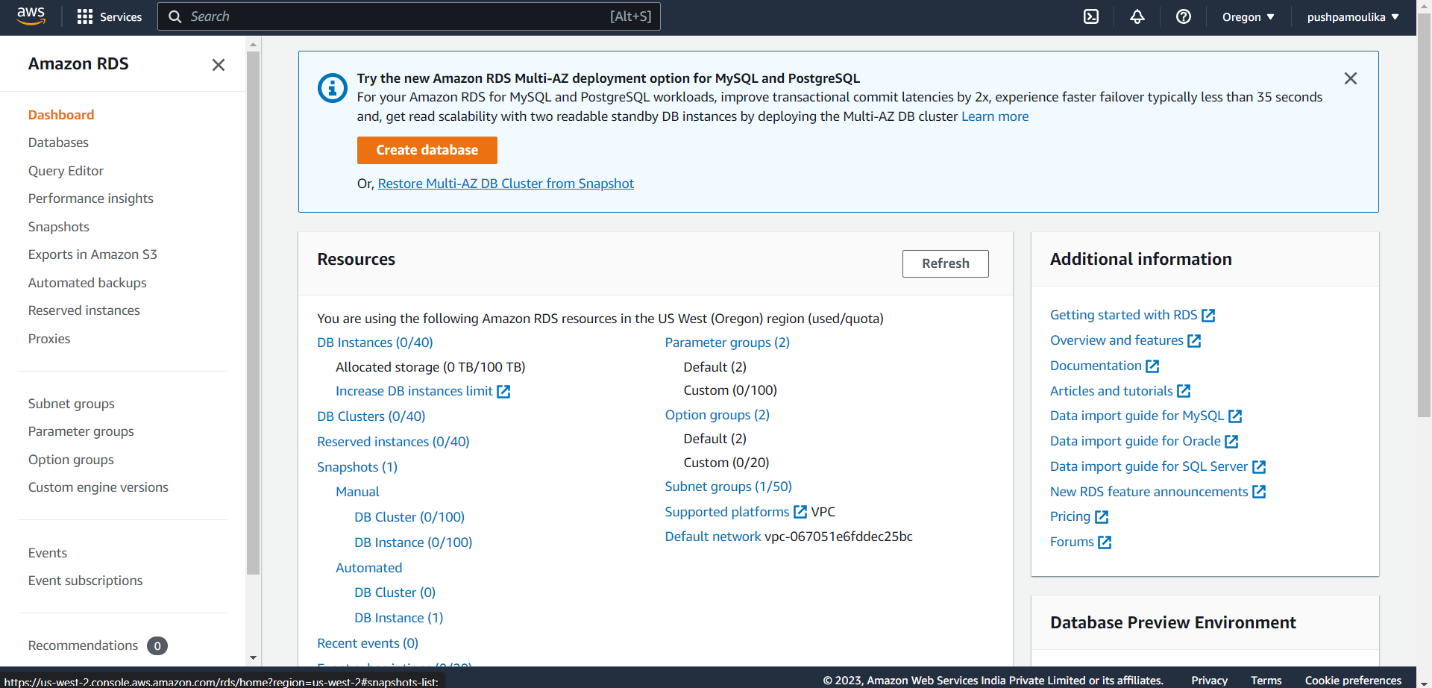 aws
Services
Search
[Alt+S]
Oregon
pushpamoulika
Amazon RDS
Dashboard
Databases
Query Editor
Performance insights
Snapshots
Exports in Amazon S3
Automated backups
Reserved instances
Proxies
Subnet groups
Parameter groups
Option groups
Custom engine versions
Events
Event subscriptions
Recommendations 0
Try the new Amazon RDS Multi-AZ deployment option for MySQL and PostgreSQL
For your Amazon RDS for MySQL and PostgreSQL workloads, improve transactional commit latencies by 2x, experience faster failover typically less than 35 seconds
and, get read scalability with two readable standby DB instances by deploying the Multi-AZ DB cluster Learn more
Create database
Or, Restore Multi-AZ DB Cluster from Snapshot
Resources
Refresh
You are using the following Amazon RDS resources in the US West (Oregon) region (used/quota)
DB Instances (0/40)
Allocated storage (0 TB/100 TB)
Increase DB instances limit
DB Clusters (0/40)
Reserved instances (0/40)
Snapshots (1)
Manual
DB Cluster (0/100)
DB Instance (0/100)
Automated
DB Cluster (0)
DB Instance (1)
Recent events (0)
Parameter groups (2)
Default (2)
Custom (0/100)
Option groups (2)
Default (2)
Custom (0/20)
Subnet groups (1/50)
Supported platforms VPC
Default network vpc-067051e6fddec25bc
Additional information
Getting started with RDS
Overview and features
Documentation
Articles and tutorials
Data import guide for MySQL
Data import guide for Oracle
Data import guide for SQL Server
New RDS feature announcements
Pricing
Forums
Database Preview Environment
https://us-west-2.console.aws.amazon.com/rds/home?region=us-west-2#snapshots-list:
© 2023, Amazon Web Services India Private Limited or its affiliates.
Privacy
Terms
Cookie preferences